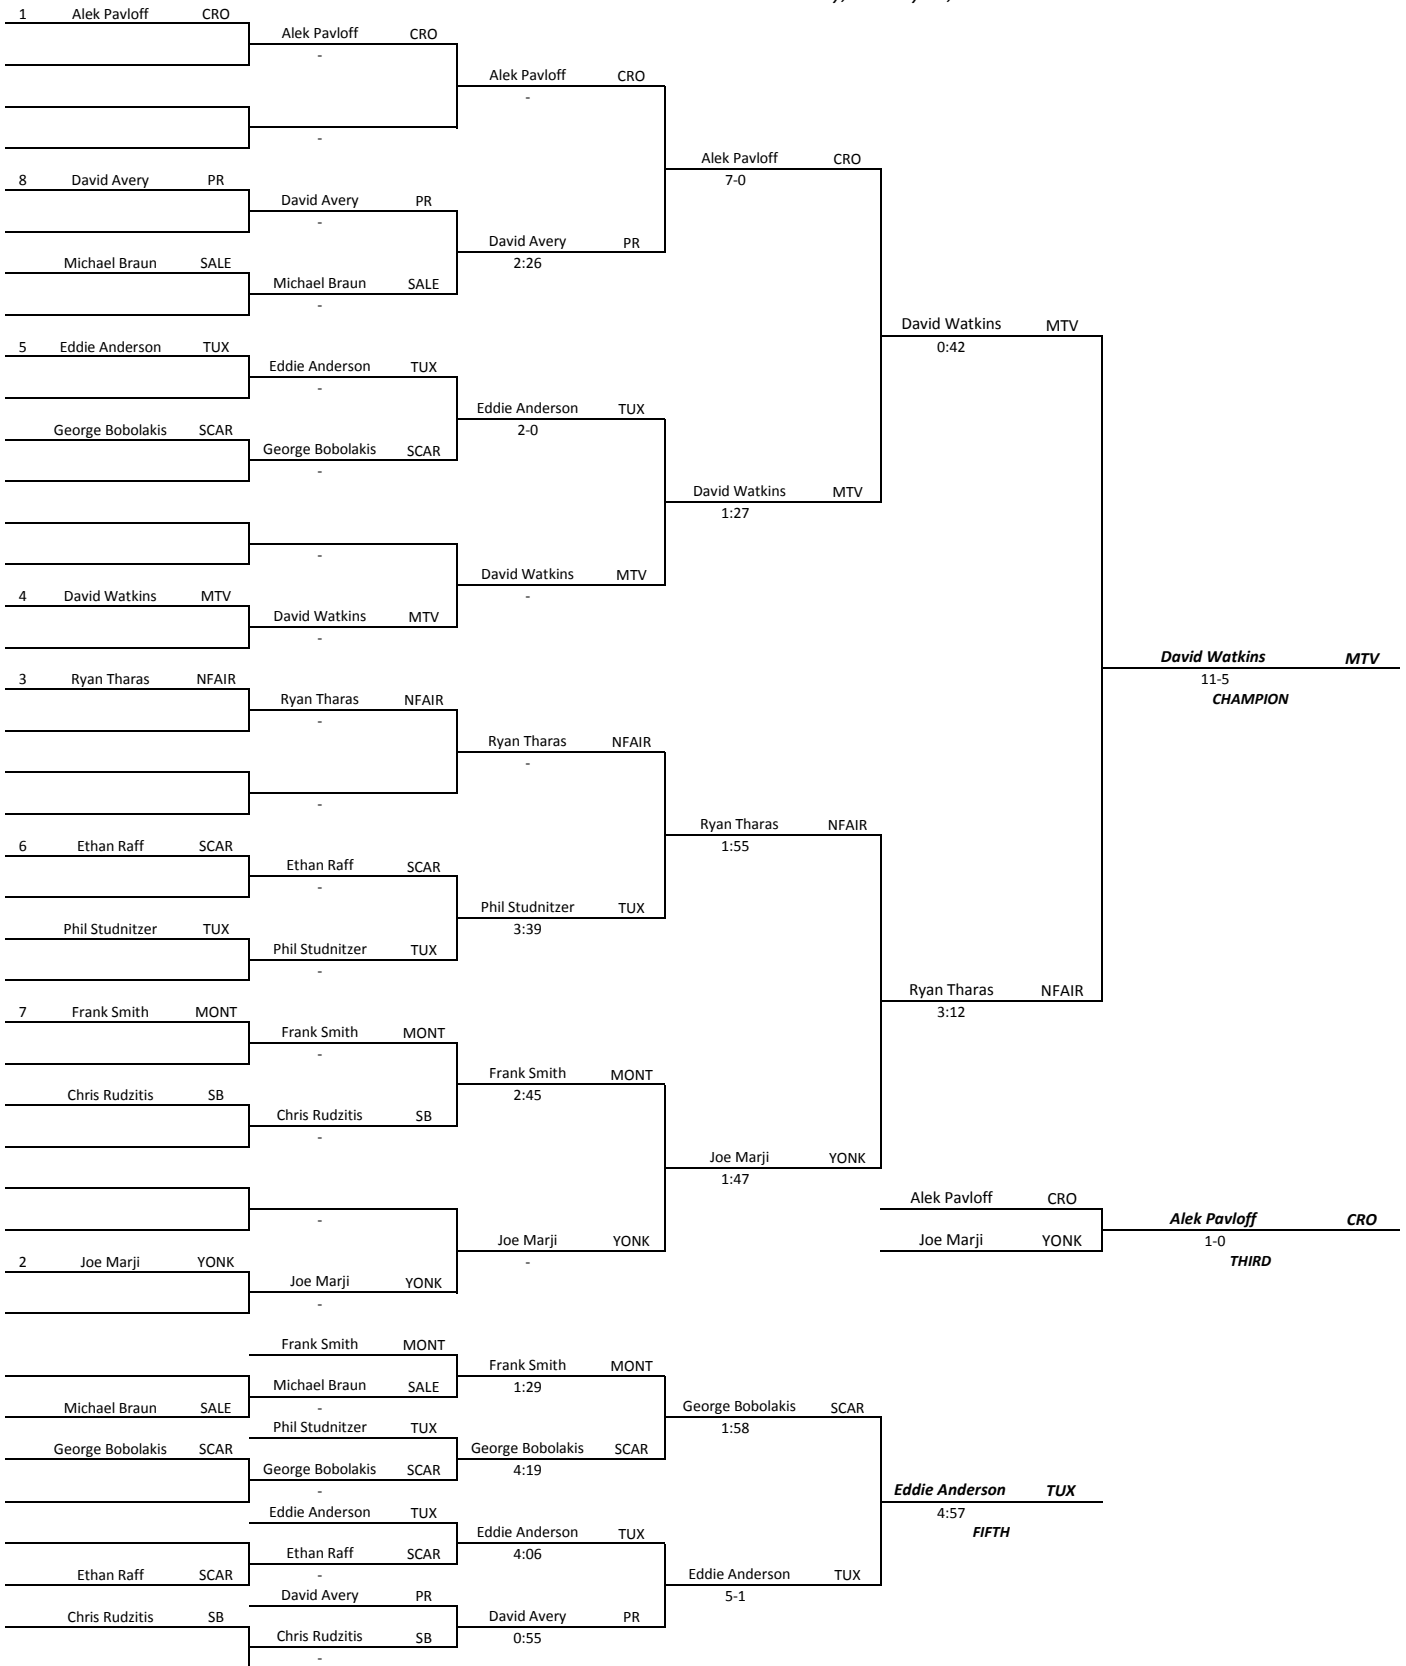 1 Alek Pavloff CRO
Alek Pavloff CRO
-
Alek Pavloff CRO
-
-
Alek Pavloff CRO
7-0
8 David Avery PR
David Avery PR
-
David Avery PR
2:26
Michael Braun SALE
Michael Braun SALE
-
David Watkins MTV
0:42
5 Eddie Anderson TUX
Eddie Anderson TUX
-
Eddie Anderson TUX
2-0
George Bobolakis SCAR
George Bobolakis SCAR
-
David Watkins MTV
1:27
-
David Watkins MTV
-
4 David Watkins MTV
David Watkins MTV
-
David Watkins MTV
11-5
CHAMPION
3 Ryan Tharas NFAIR
Ryan Tharas NFAIR
-
Ryan Tharas NFAIR
-
-
Ryan Tharas NFAIR
1:55
6 Ethan Raff SCAR
Ethan Raff SCAR
-
Phil Studnitzer TUX
3:39
Phil Studnitzer TUX
Phil Studnitzer TUX
-
Ryan Tharas NFAIR
3:12
7 Frank Smith MONT
Frank Smith MONT
-
Frank Smith MONT
2:45
Chris Rudzitis SB
Chris Rudzitis SB
-
Joe Marji YONK
1:47
-
Joe Marji YONK
-
2 Joe Marji YONK
Joe Marji YONK
-
Alek Pavloff CRO
Joe Marji YONK
Alek Pavloff CRO
1-0
THIRD
Frank Smith MONT
Frank Smith MONT
1:29
Michael Braun SALE
-
Michael Braun SALE
George Bobolakis SCAR
1:58
Phil Studnitzer TUX
George Bobolakis SCAR
George Bobolakis SCAR
4:19
George Bobolakis SCAR
-
Eddie Anderson TUX
4:57
FIFTH
Eddie Anderson TUX
Eddie Anderson TUX
4:06
Ethan Raff SCAR
-
Ethan Raff SCAR
Eddie Anderson TUX
5-1
David Avery PR
Chris Rudzitis SB
David Avery PR
0:55
Chris Rudzitis SB
-